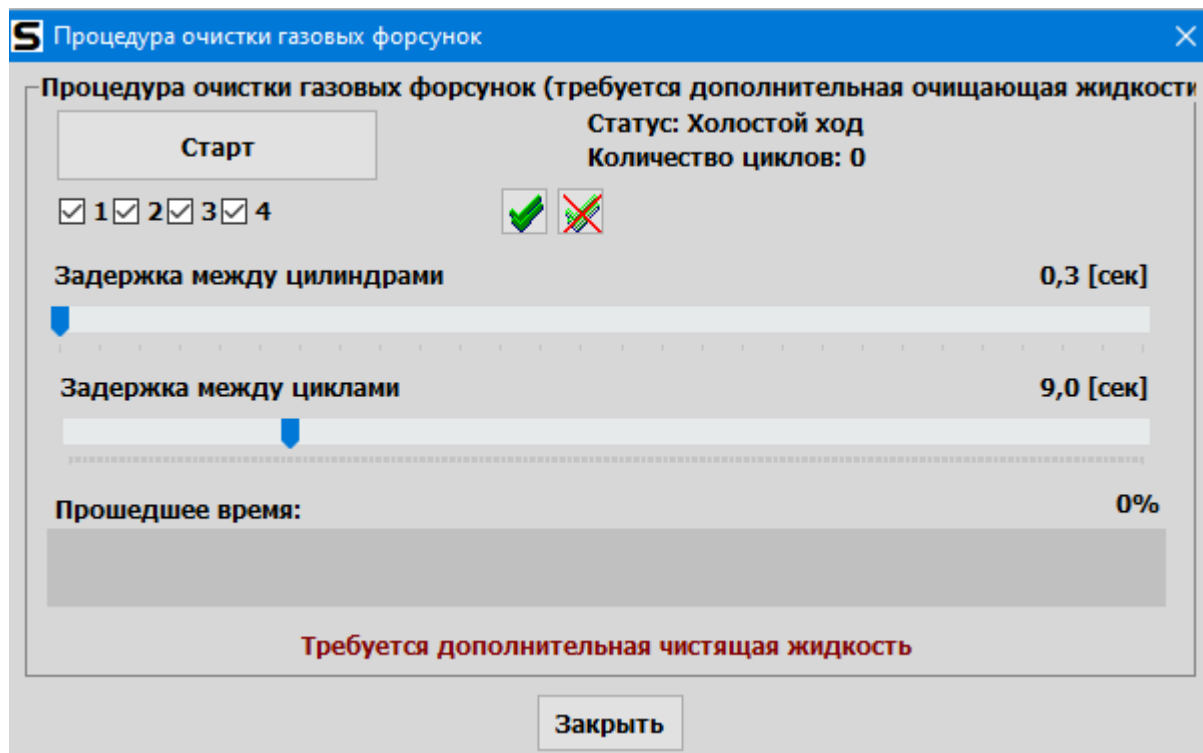 S Процедура очистки газовых форсунок
Процедура очистки газовых форсунок (требуется дополнительная очищающая жидкости
Старт
Статус: Холостой ход
Количество циклов: 0
1 2 3 4
Задержка между цилиндрами 0,3 [сек]
Задержка между циклами 9,0 [сек]
Прошедшее время: 0%
Требуется дополнительная чистящая жидкость
Закрыть